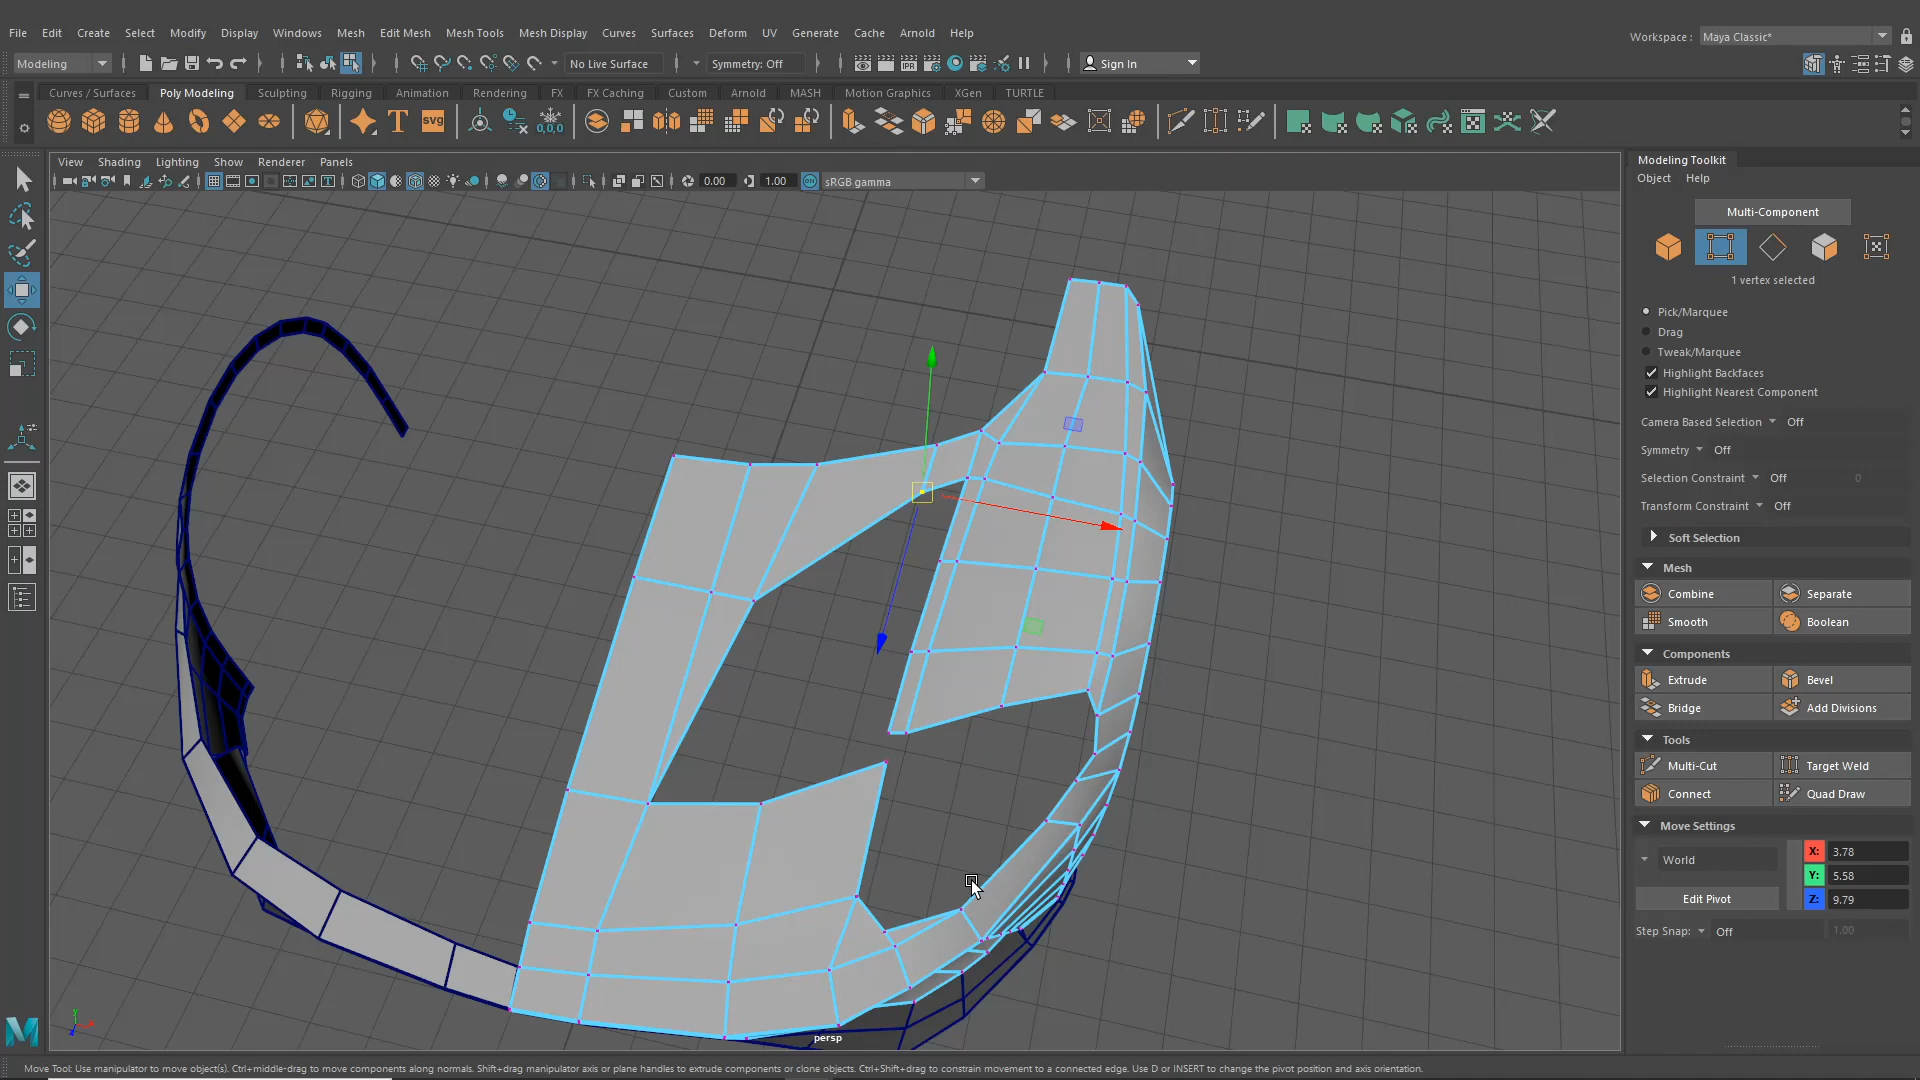 File Edit Create Select Modify Display Windows Mesh Edit Mesh Mesh Tools Mesh Display Curves Surfaces Deform UV Generate Cache Arnold Help
Workspace : Maya Classic*
Modeling No Live Surface Symmetry: Off Sign In
Curves / Surfaces Poly Modeling Sculpting Rigging Animation Rendering FX FX Caching Custom Arnold MASH Motion Graphics XGen TURTLE
T svg 0,0,0
View Shading Lighting Show Renderer Panels
0.00 1.00 ON sRGB gamma
Modeling Toolkit
Object Help
Multi-Component
1 vertex selected
Pick/Marquee
Drag
Tweak/Marquee
Highlight Backfaces
Highlight Nearest Component
Camera Based Selection Off
Symmetry Off
Selection Constraint Off 0
Transform Constraint Off
Soft Selection
Mesh
Combine Separate
Smooth Boolean
Components
Extrude Bevel
Bridge Add Divisions
Tools
Multi-Cut Target Weld
Connect Quad Draw
Move Settings
World X: 3.78
Y: 5.58
Edit Pivot Z: 9.79
Step Snap: Off 1.00
persp
Move Tool: Use manipulator to move object(s). Ctrl+middle-drag to move components along normals. Shift+drag manipulator axis or plane handles to extrude components or clone objects. Ctrl+Shift+drag to constrain movement to a connected edge. Use D or INSERT to change the pivot position and axis orientation.